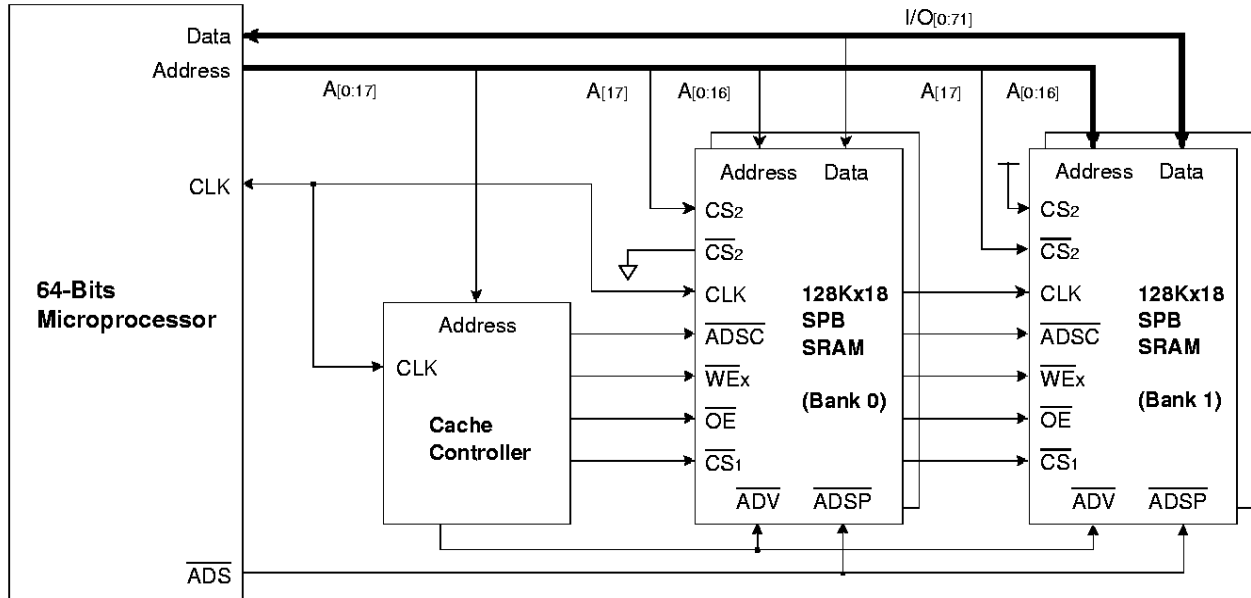 I/O[0:71]
Data
Address
A[0:17]
A[17]
A[0:16]
A[17]
A[0:16]
CLK
64-Bits
Microprocessor
ADS
Address
CLK
Cache
Controller
Address Data
CS2
CS2
CLK
ADSC
WEx
OE
CS1
ADV ADSP
128Kx18
SPB
SRAM
(Bank 0)
Address Data
CS2
CS2
CLK
ADSC
WEx
OE
CS1
ADV ADSP
128Kx18
SPB
SRAM
(Bank 1)